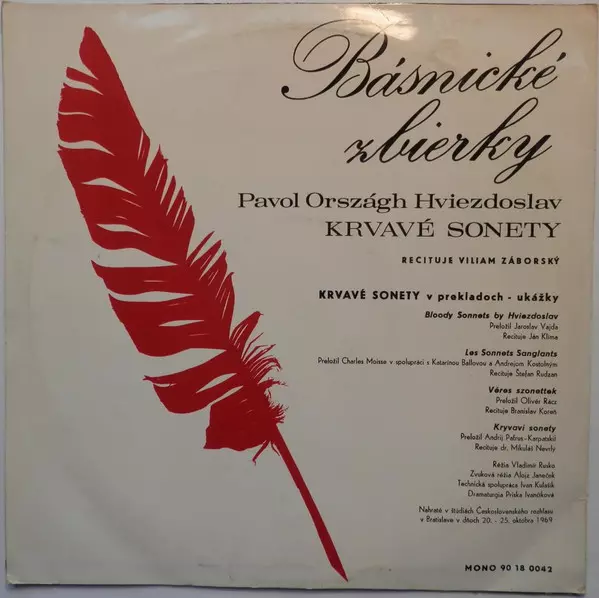 Básnické
zbierky
Pavol Országh Hviezdoslav
KRVAVÉ SONETY
RECITUJE VILIAM ZÁBORSKÝ
KRVAVÉ SONETY v prekladoch - ukážky
Bloody Sonnets by Hviezdoslav
Preložil Jaroslav Vajda
Recituje Ján Klíma
Les Sonnets Sanglants
Preložil Charles Moisse v spolupráci s Katarínou Ballovou a Andrejom Kostolným
Recituje Štefan Rudzan
Véres szonettek
Preložil Olivér Rácz
Recituje Branislav Koreň
Kryvavi sonety
Preložil Andrij Patrus-Karpatskij
Recituje dr. Mikuláš Nevrlý
Réžia Vladimír Rusko
Zvuková réžia Alojz Janeček
Technická spolupráca Ivan Kulašík
Dramaturgia Príska Ivančíková
Nahraté v štúdiách Československého rozhlasu
v Bratislave v dňoch 20. - 25. októbra 1969
MONO 90 18 0042